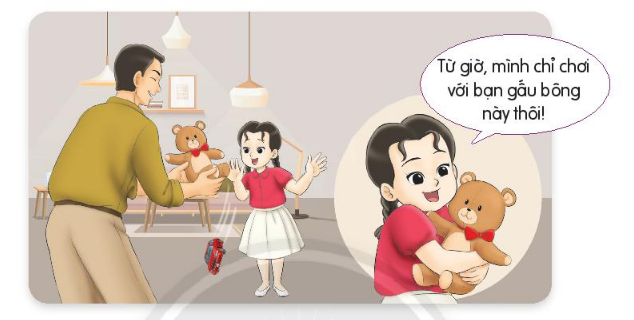 Từ giờ, mình chỉ chơi
với bạn gấu bông
này thôi!